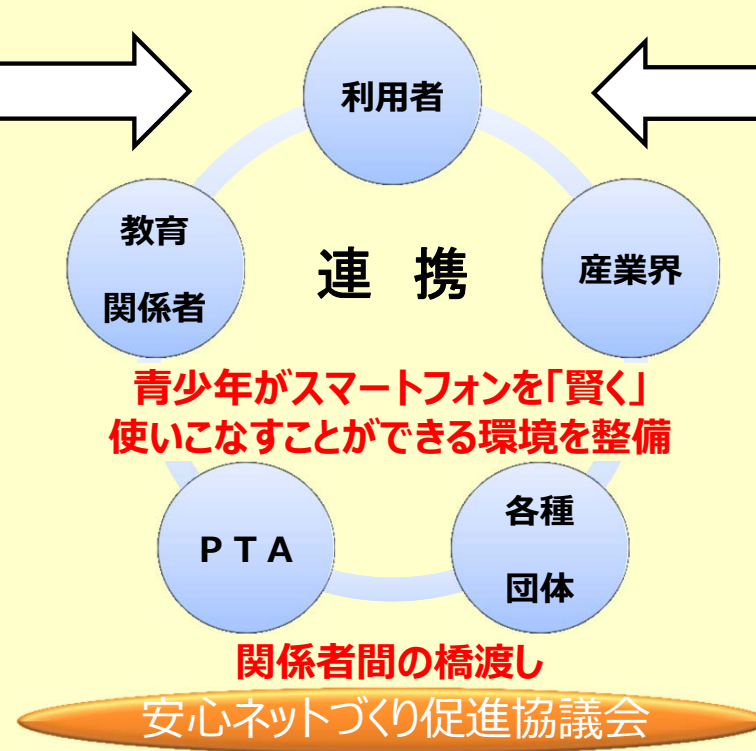 利用者
教育
関係者
連 携
産業界
青少年がスマートフォンを「賢く」
使いこなすことができる環境を整備
ＰＴＡ
各種
団体
関係者間の橋渡し
安心ネットづくり促進協議会